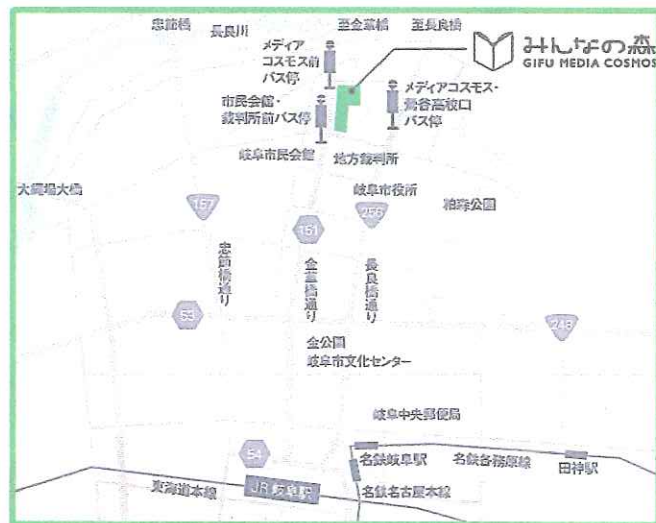 忠節橋
長良川
至金華橋
至長良橋
みんなの森
GIFU MEDIA COSMOS
メディア
コスモス前
バス停
メディアコスモス・
鶯谷高校口
バス停
市民会館・
裁判所前バス停
岐阜市民会館
地方裁判所
大縄場大橋
岐阜市役所
柏森公園
157
151
256
忠節橋通り
金華橋通り
長良橋通り
53
248
金公園
岐阜市文化センター
岐阜中央郵便局
54
名鉄岐阜駅
名鉄各務原線
田神駅
東海道本線
JR 岐阜駅
名鉄名古屋本線